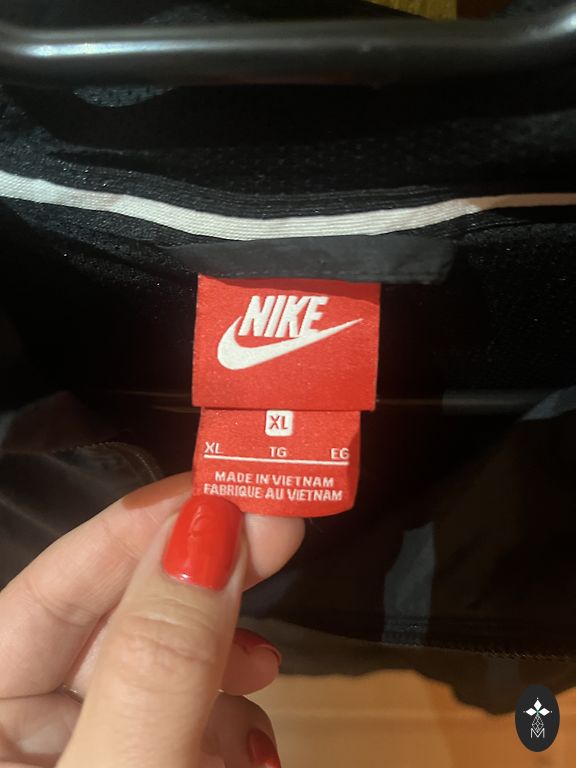 NIKE
XL
XL TG EG
MADE IN VIETNAM
FABRIQUE AU VIETNAM
M